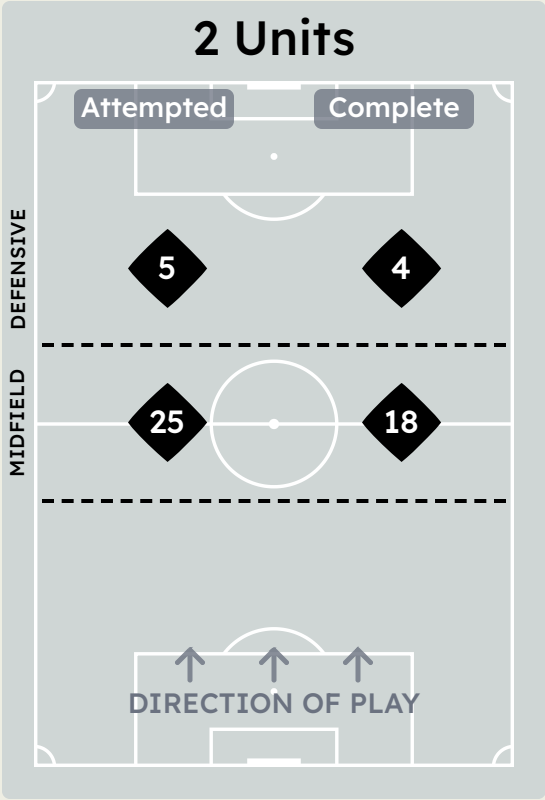 2 Units
Attempted Complete
DEFENSIVE
5 4
MIDFIELD
25 18
DIRECTION OF PLAY